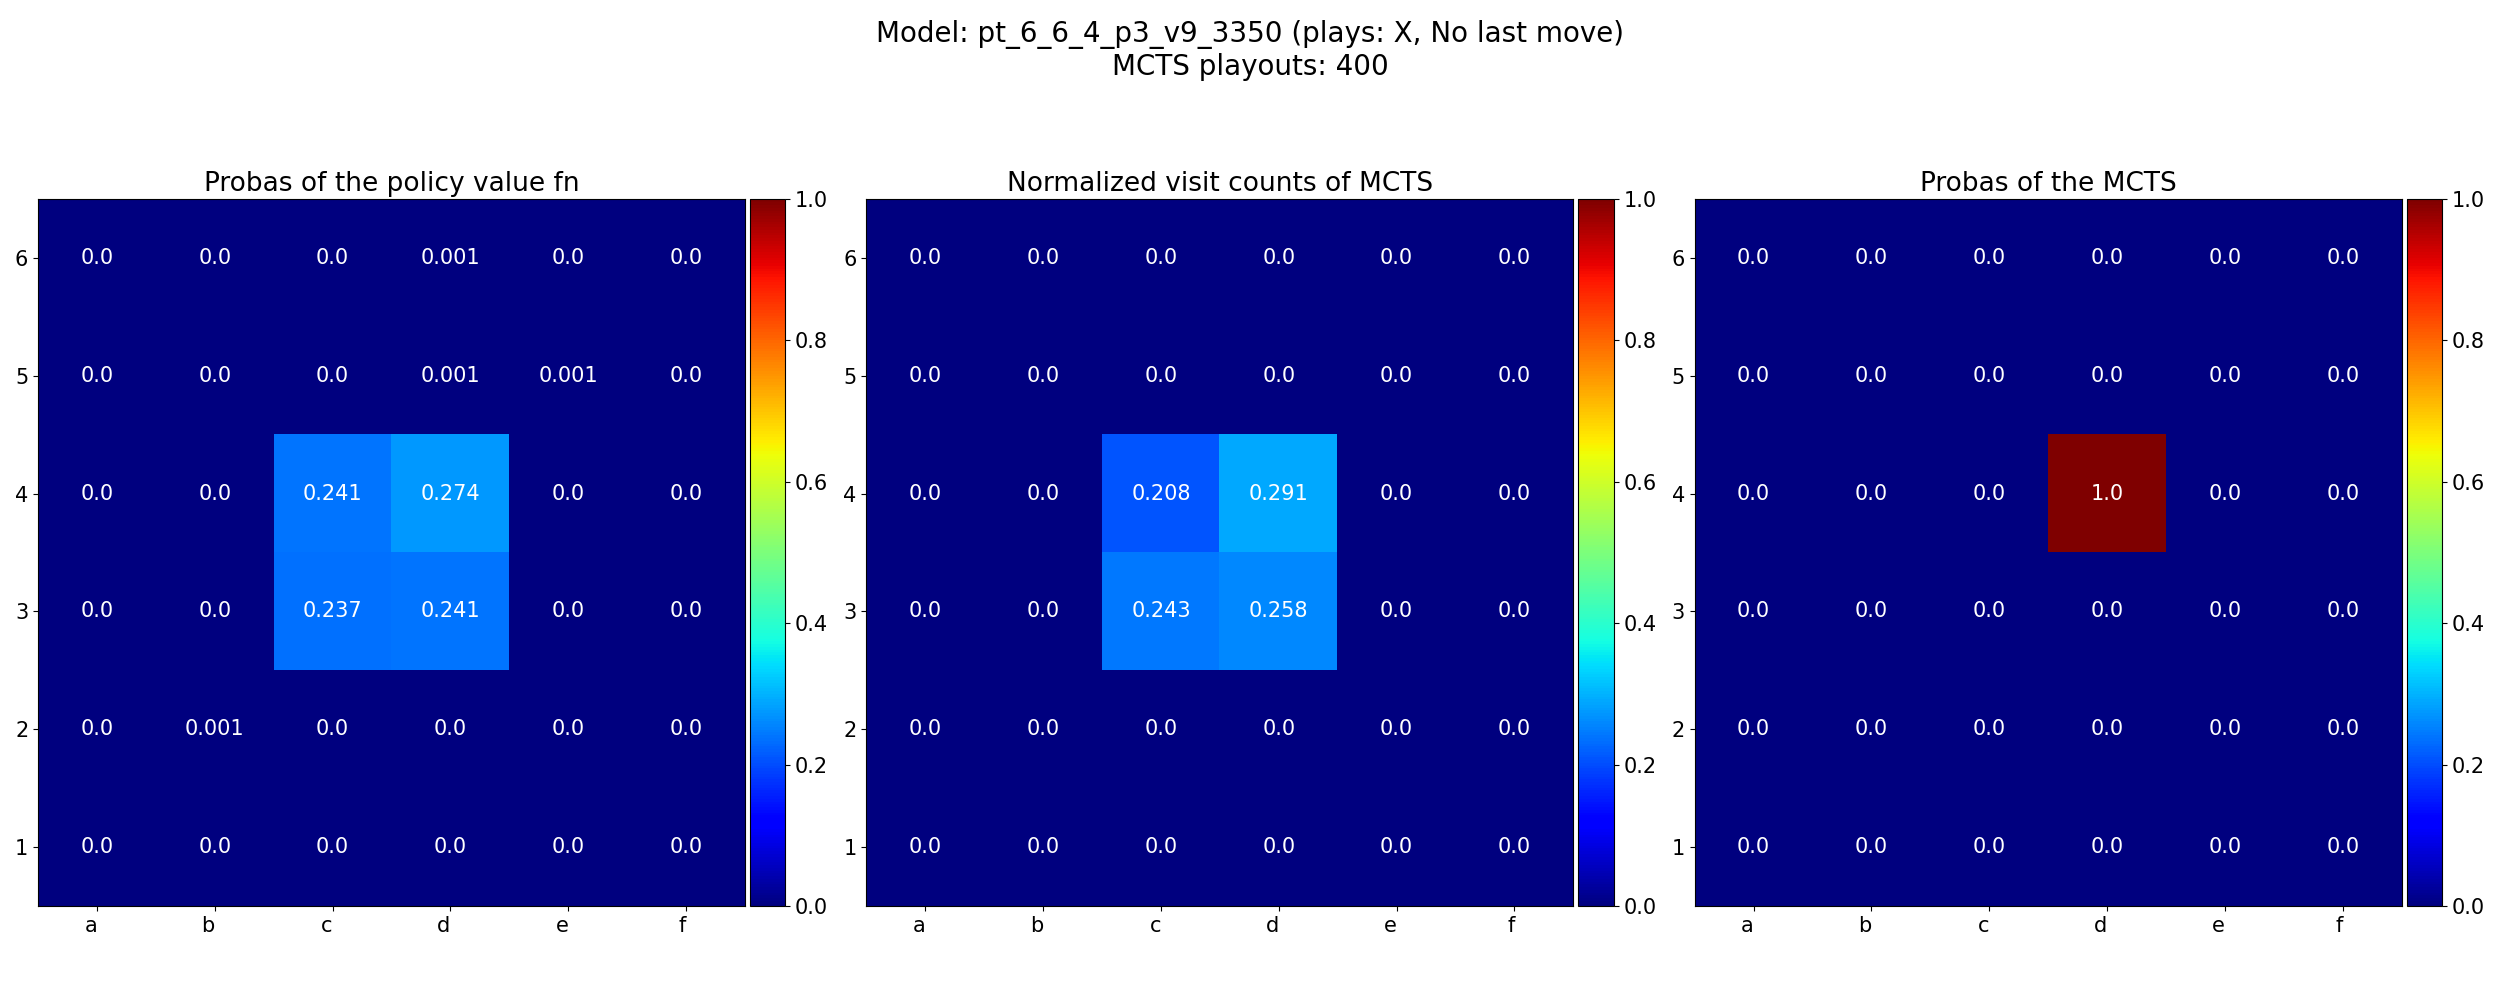 Model: pt_6_6_4_p3_v9_3350 (plays: X, No last move)
MCTS playouts: 400
Probas of the policy value fn
6 0.0 0.0 0.0 0.001 0.0 0.0
5 0.0 0.0 0.0 0.001 0.001 0.0
4 0.0 0.0 0.241 0.274 0.0 0.0
3 0.0 0.0 0.237 0.241 0.0 0.0
2 0.0 0.001 0.0 0.0 0.0 0.0
1 0.0 0.0 0.0 0.0 0.0 0.0
a b c d e f
1.0
0.8
0.6
0.4
0.2
0.0
Normalized visit counts of MCTS
6 0.0 0.0 0.0 0.0 0.0 0.0
5 0.0 0.0 0.0 0.0 0.0 0.0
4 0.0 0.0 0.208 0.291 0.0 0.0
3 0.0 0.0 0.243 0.258 0.0 0.0
2 0.0 0.0 0.0 0.0 0.0 0.0
1 0.0 0.0 0.0 0.0 0.0 0.0
a b c d e f
1.0
0.8
0.6
0.4
0.2
0.0
Probas of the MCTS
6 0.0 0.0 0.0 0.0 0.0 0.0
5 0.0 0.0 0.0 0.0 0.0 0.0
4 0.0 0.0 0.0 1.0 0.0 0.0
3 0.0 0.0 0.0 0.0 0.0 0.0
2 0.0 0.0 0.0 0.0 0.0 0.0
1 0.0 0.0 0.0 0.0 0.0 0.0
a b c d e f
1.0
0.8
0.6
0.4
0.2
0.0